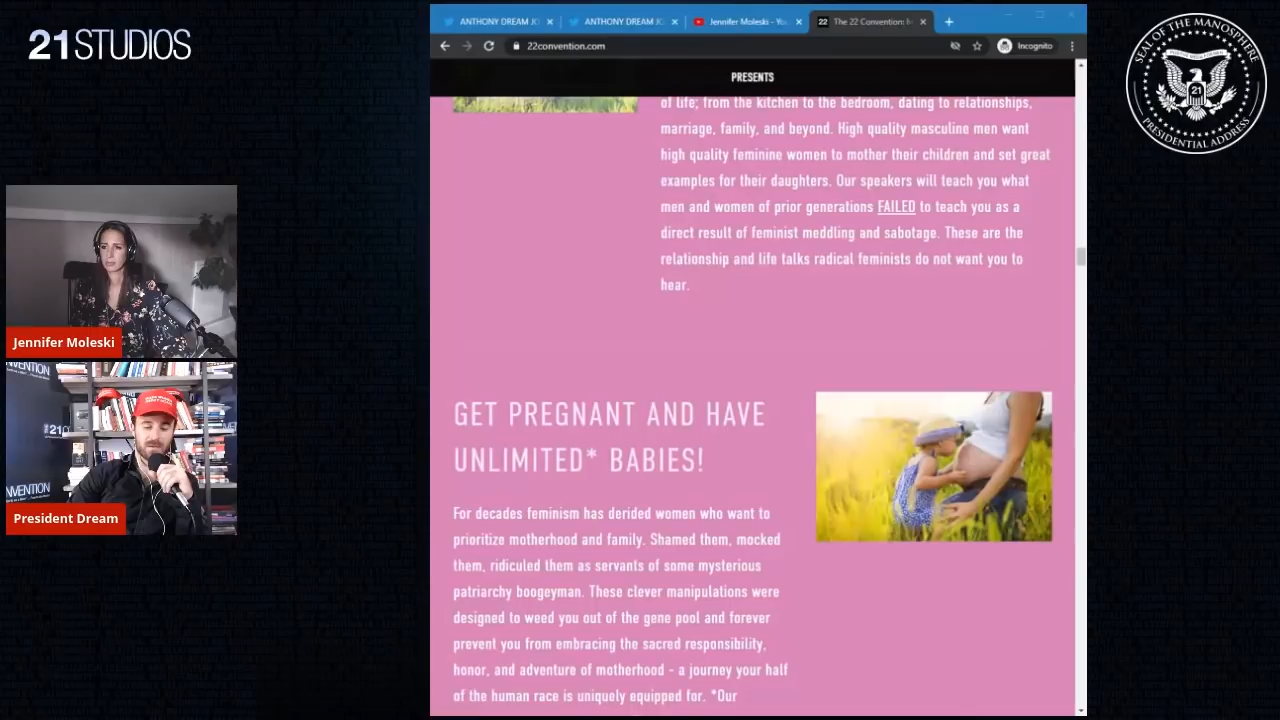 21STUDIOS
ANTHONY DREAM JO
ANTHONY DREAM JO
Jennifer Moleski - You
22 The 22 Convention:
22convention.com
Incognito
PRESENTS
of life; from the kitchen to the bedroom, dating to relationships,
marriage, family, and beyond. High quality masculine men want
high quality feminine women to mother their children and set great
examples for their daughters. Our speakers will teach you what
men and women of prior generations FAILED to teach you as a
direct result of feminist meddling and sabotage. These are the
relationship and life talks radical feminists do not want you to
hear.
GET PREGNANT AND HAVE
UNLIMITED* BABIES!
For decades feminism has derided women who want to
prioritize motherhood and family. Shamed them, mocked
them, ridiculed them as servants of some mysterious
patriarchy boogeyman. These clever manipulations were
designed to weed you out of the gene pool and forever
prevent you from embracing the sacred responsibility,
honor, and adventure of motherhood - a journey your half
of the human race is uniquely equipped for. *Our
Jennifer Moleski
NVENTION
21
NVENTION
President Dream
SEAL OF THE MANOSPHERE
21
PRESIDENTIAL ADDRESS